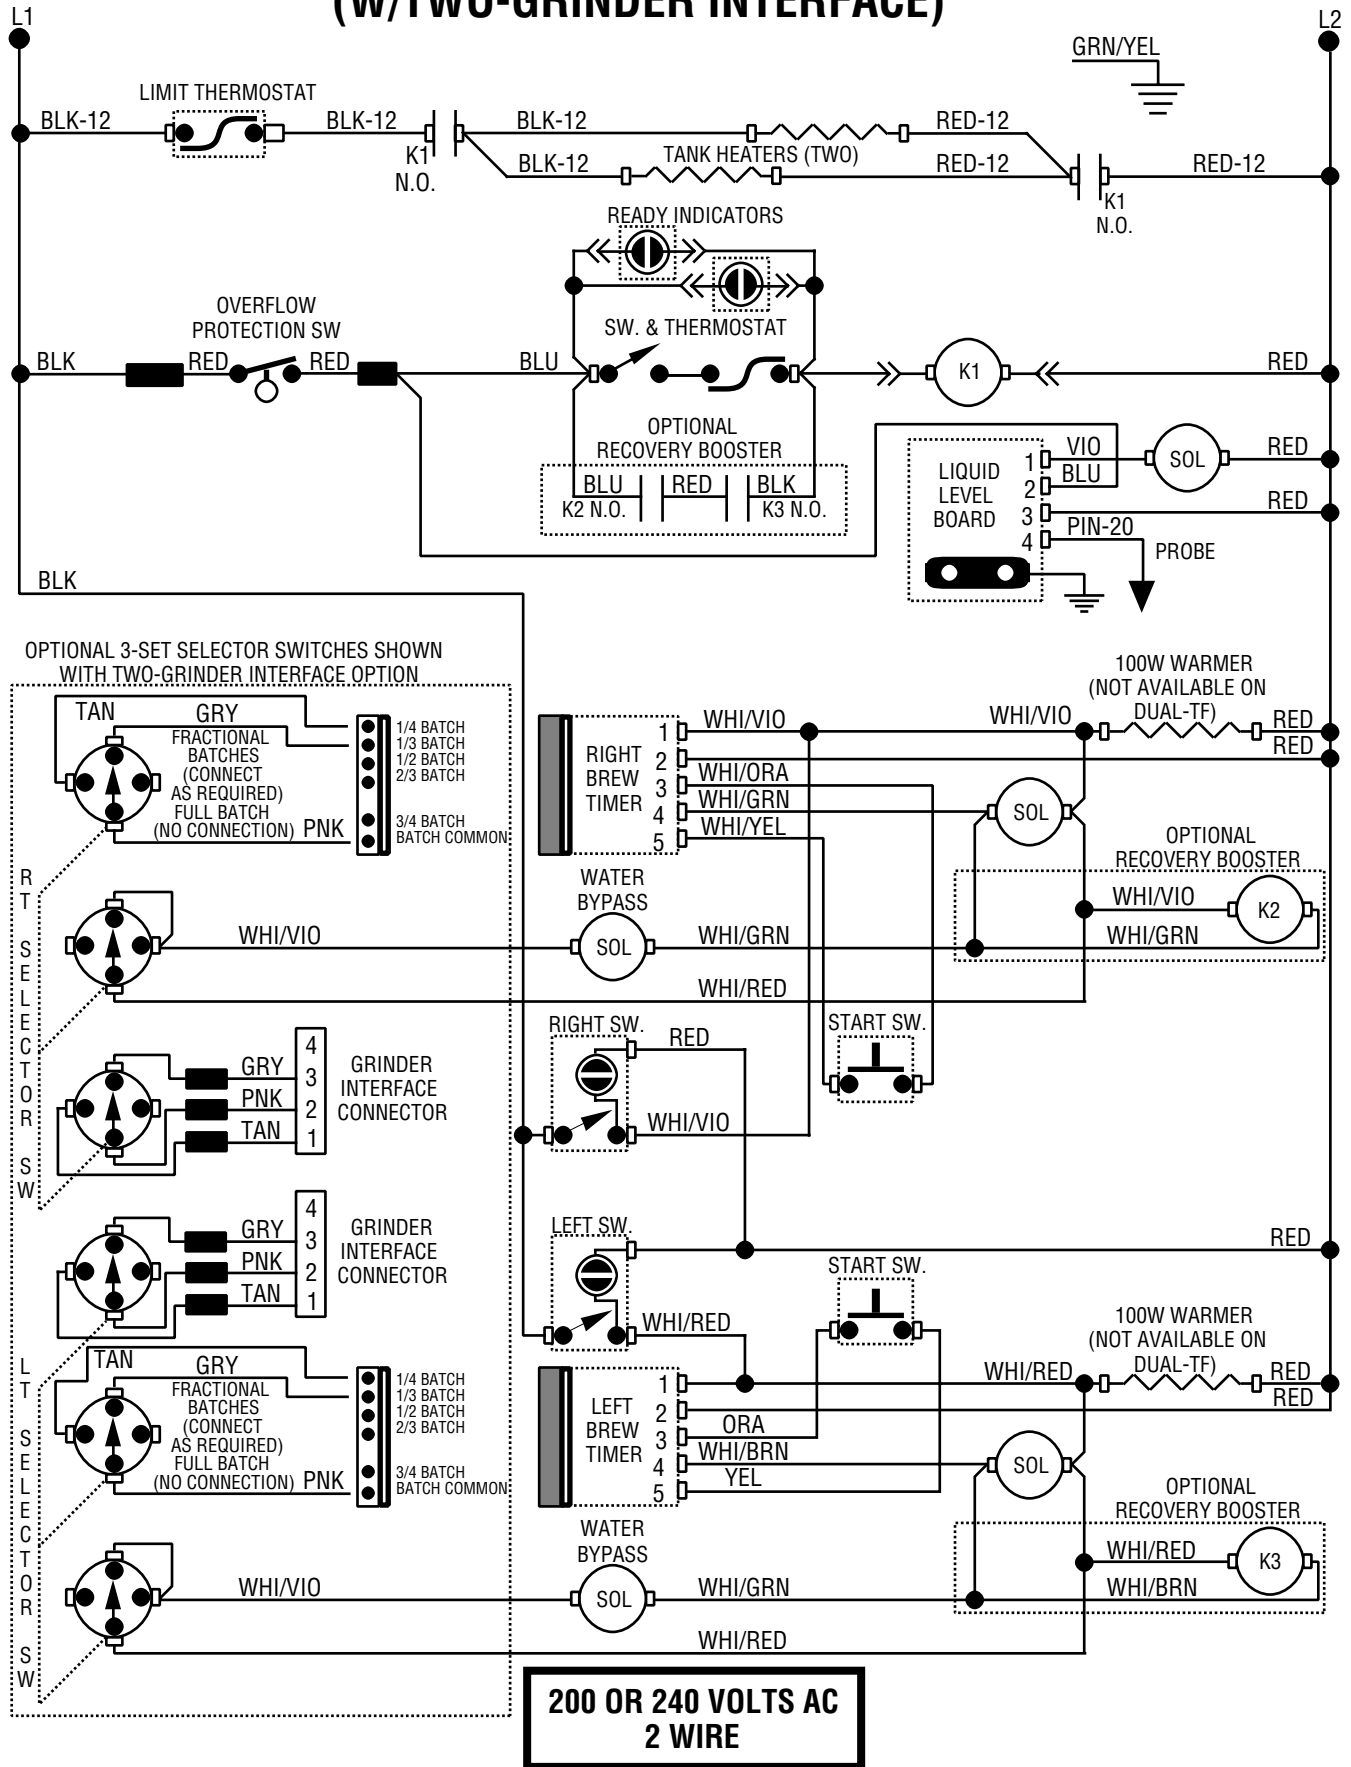 (W/TWO-GRINDER INTERFACE)
L1
L2
GRN/YEL
LIMIT THERMOSTAT
BLK-12
BLK-12
K1
N.O.
BLK-12
RED-12
TANK HEATERS (TWO)
BLK-12
RED-12
RED-12
K1
N.O.
READY INDICATORS
OVERFLOW
PROTECTION SW
SW. & THERMOSTAT
BLK
RED
RED
BLU
K1
RED
OPTIONAL
RECOVERY BOOSTER
BLU
RED
BLK
K2 N.O.
K3 N.O.
LIQUID
LEVEL
BOARD
1
2
3
4
VIO
BLU
SOL
RED
RED
PIN-20
PROBE
BLK
OPTIONAL 3-SET SELECTOR SWITCHES SHOWN
WITH TWO-GRINDER INTERFACE OPTION
TAN
GRY
FRACTIONAL
BATCHES
(CONNECT
AS REQUIRED)
FULL BATCH
(NO CONNECTION)
PNK
1/4 BATCH
1/3 BATCH
1/2 BATCH
2/3 BATCH
3/4 BATCH
BATCH COMMON
RIGHT
BREW
TIMER
1
2
3
4
5
WHI/VIO
WHI/ORA
WHI/GRN
WHI/YEL
WHI/VIO
100W WARMER
(NOT AVAILABLE ON
DUAL-TF)
RED
RED
SOL
OPTIONAL
RECOVERY BOOSTER
WHI/VIO
K2
WHI/GRN
RT SELECTOR SW
WHI/VIO
WATER
BYPASS
SOL
WHI/GRN
WHI/RED
GRY
PNK
TAN
4
3
2
1
GRINDER
INTERFACE
CONNECTOR
RIGHT SW.
RED
WHI/VIO
START SW.
GRY
PNK
TAN
4
3
2
1
GRINDER
INTERFACE
CONNECTOR
LEFT SW.
RED
WHI/RED
START SW.
100W WARMER
(NOT AVAILABLE ON
DUAL-TF)
RED
RED
LT SELECTOR SW
TAN
GRY
FRACTIONAL
BATCHES
(CONNECT
AS REQUIRED)
FULL BATCH
(NO CONNECTION)
PNK
1/4 BATCH
1/3 BATCH
1/2 BATCH
2/3 BATCH
3/4 BATCH
BATCH COMMON
LEFT
BREW
TIMER
1
2
3
4
5
WHI/RED
ORA
WHI/BRN
YEL
SOL
OPTIONAL
RECOVERY BOOSTER
WHI/RED
K3
WHI/BRN
WHI/VIO
WATER
BYPASS
SOL
WHI/GRN
WHI/RED
200 OR 240 VOLTS AC
2 WIRE